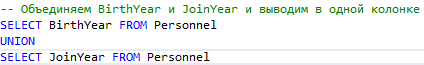 -- Объединяем BirthYear и JoinYear и выводим в одной колонке
SELECT BirthYear FROM Personnel
UNION
SELECT JoinYear FROM Personnel